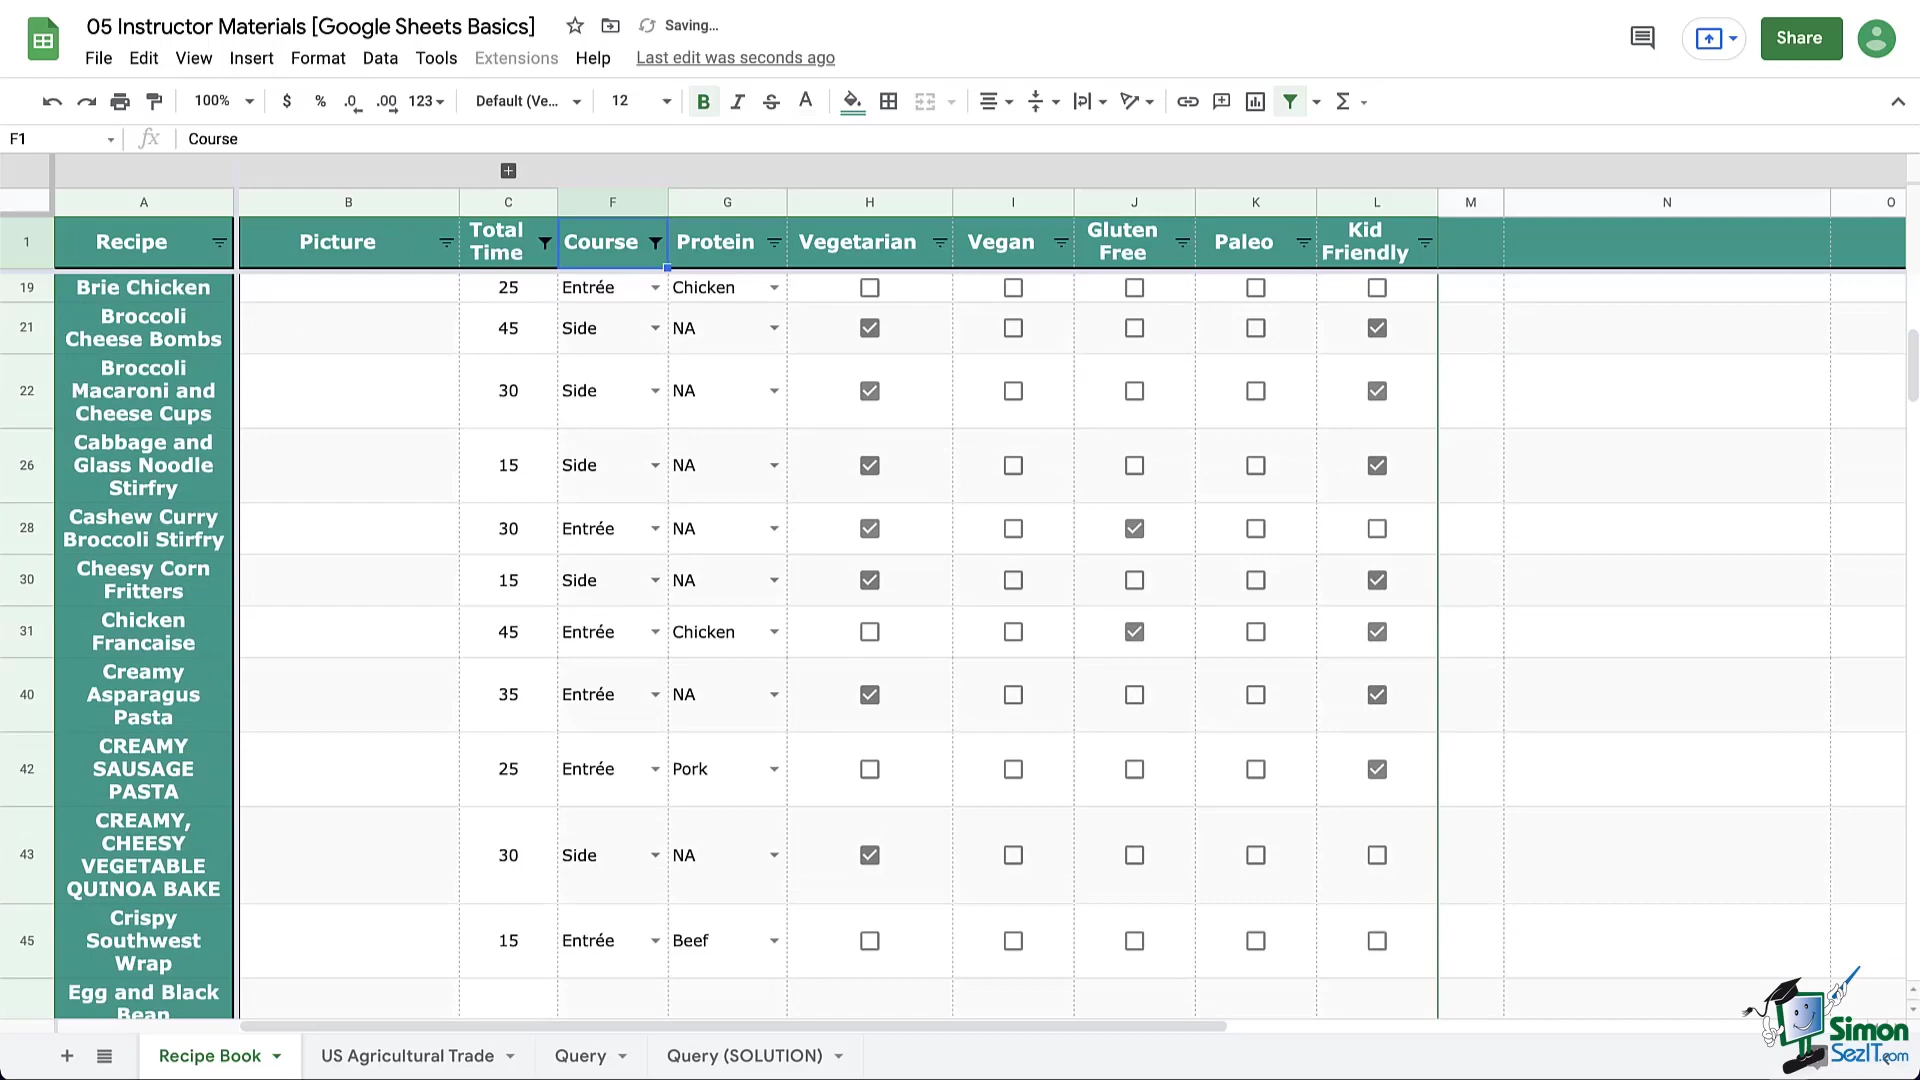 05 Instructor Materials [Google Sheets Basics]
Saving…
File Edit View Insert Format Data Tools Extensions Help Last edit was seconds ago
Share
100% $ % .0 .00 123 Default (Ve... 12 B I S A Σ
F1 fx Course
A B C F G H I J K L M N O
1 Recipe Picture Total Time Course Protein Vegetarian Vegan Gluten Free Paleo Kid Friendly
19 Brie Chicken 25 Entrée Chicken
21 Broccoli Cheese Bombs 45 Side NA
22 Broccoli Macaroni and Cheese Cups 30 Side NA
26 Cabbage and Glass Noodle Stirfry 15 Side NA
28 Cashew Curry Broccoli Stirfry 30 Entrée NA
30 Cheesy Corn Fritters 15 Side NA
31 Chicken Francaise 45 Entrée Chicken
40 Creamy Asparagus Pasta 35 Entrée NA
42 CREAMY SAUSAGE PASTA 25 Entrée Pork
43 CREAMY, CHEESY VEGETABLE QUINOA BAKE 30 Side NA
45 Crispy Southwest Wrap 15 Entrée Beef
Egg and Black Bean
Recipe Book US Agricultural Trade Query Query (SOLUTION)
Simon
SezIT.com